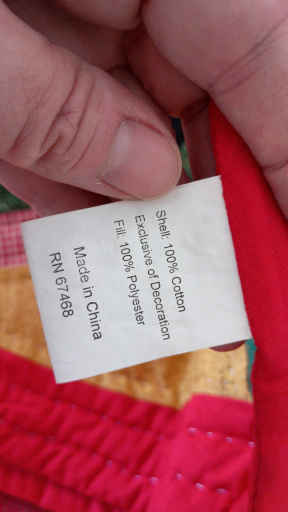 Shell: 100% Cotton
Exclusive of Decoration
Fill: 100% Polyester
Made in China
RN 67468